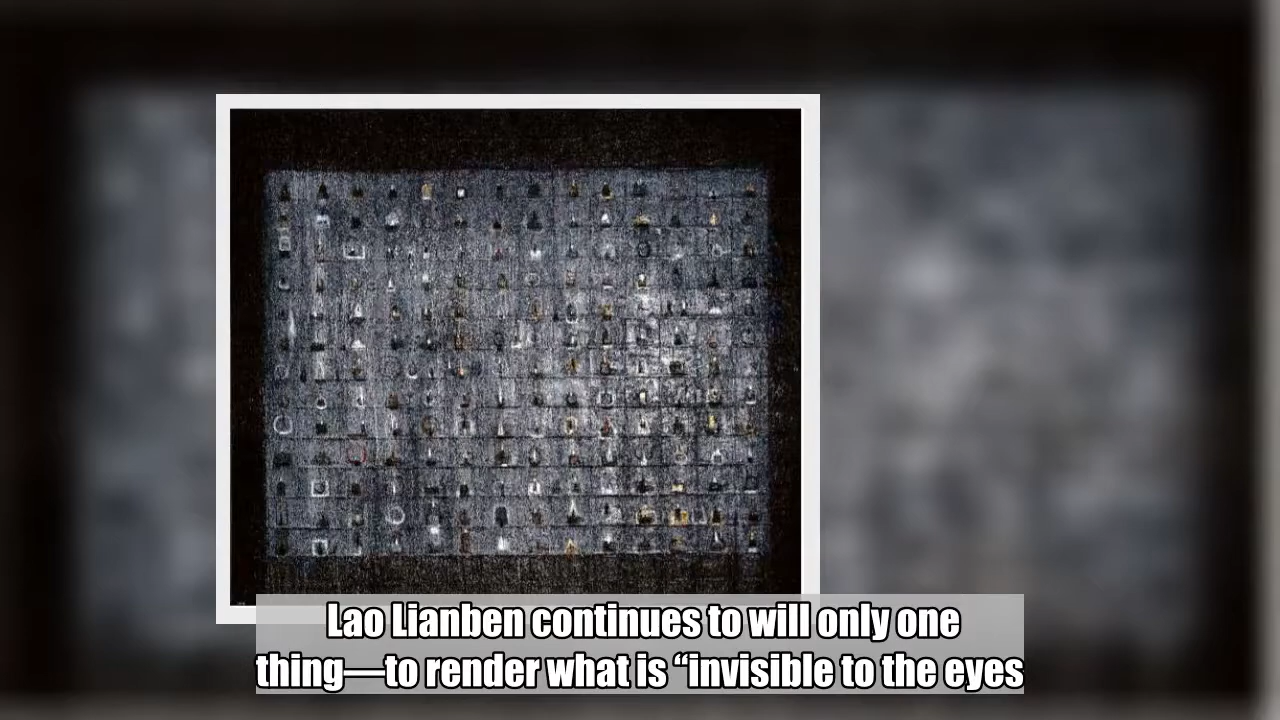 Lao Lianben continues to will only one
thing—to render what is “invisible to the eyes